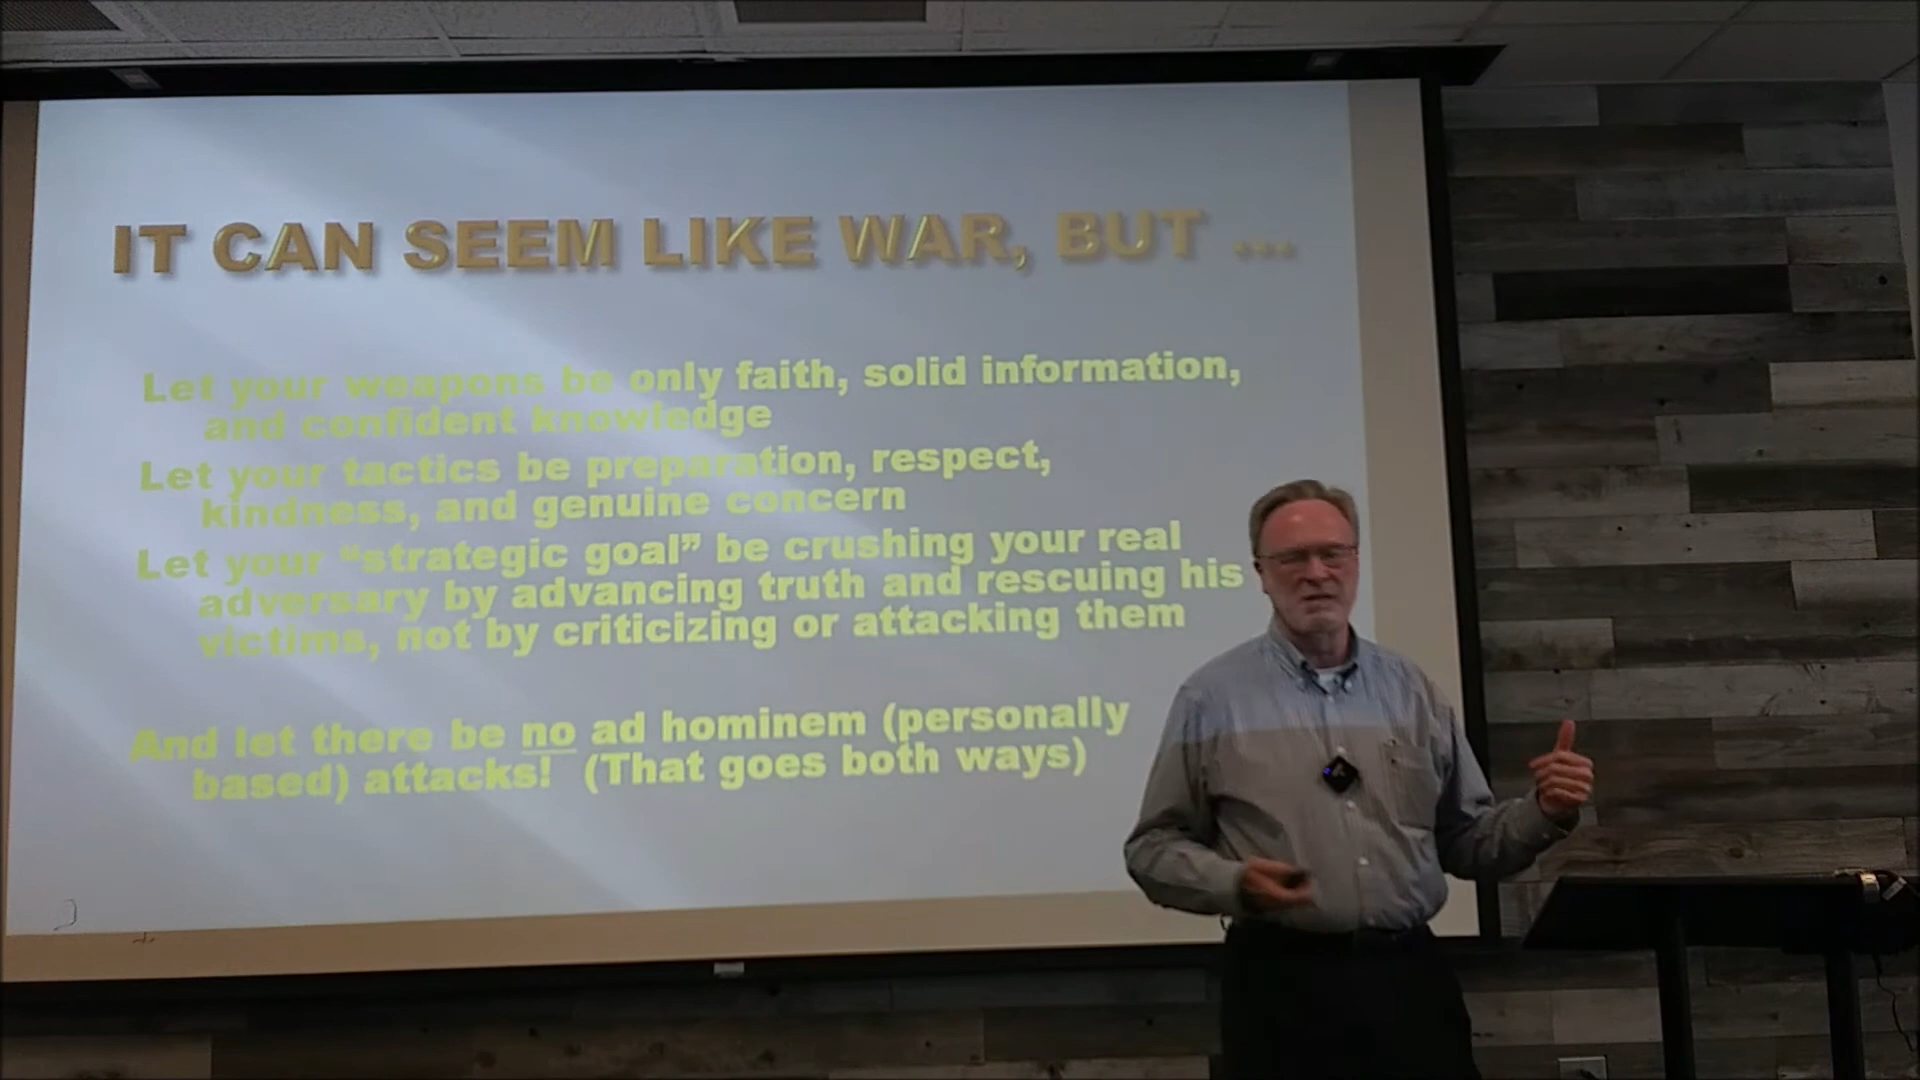 IT CAN SEEM LIKE WAR, BUT ...
Let your weapons be only faith, solid information,
and confident knowledge
Let your tactics be preparation, respect,
kindness, and genuine concern
Let your “strategic goal” be crushing your real
adversary by advancing truth and rescuing his
victims, not by criticizing or attacking them
And let there be no ad hominem (personally
based) attacks! (That goes both ways)